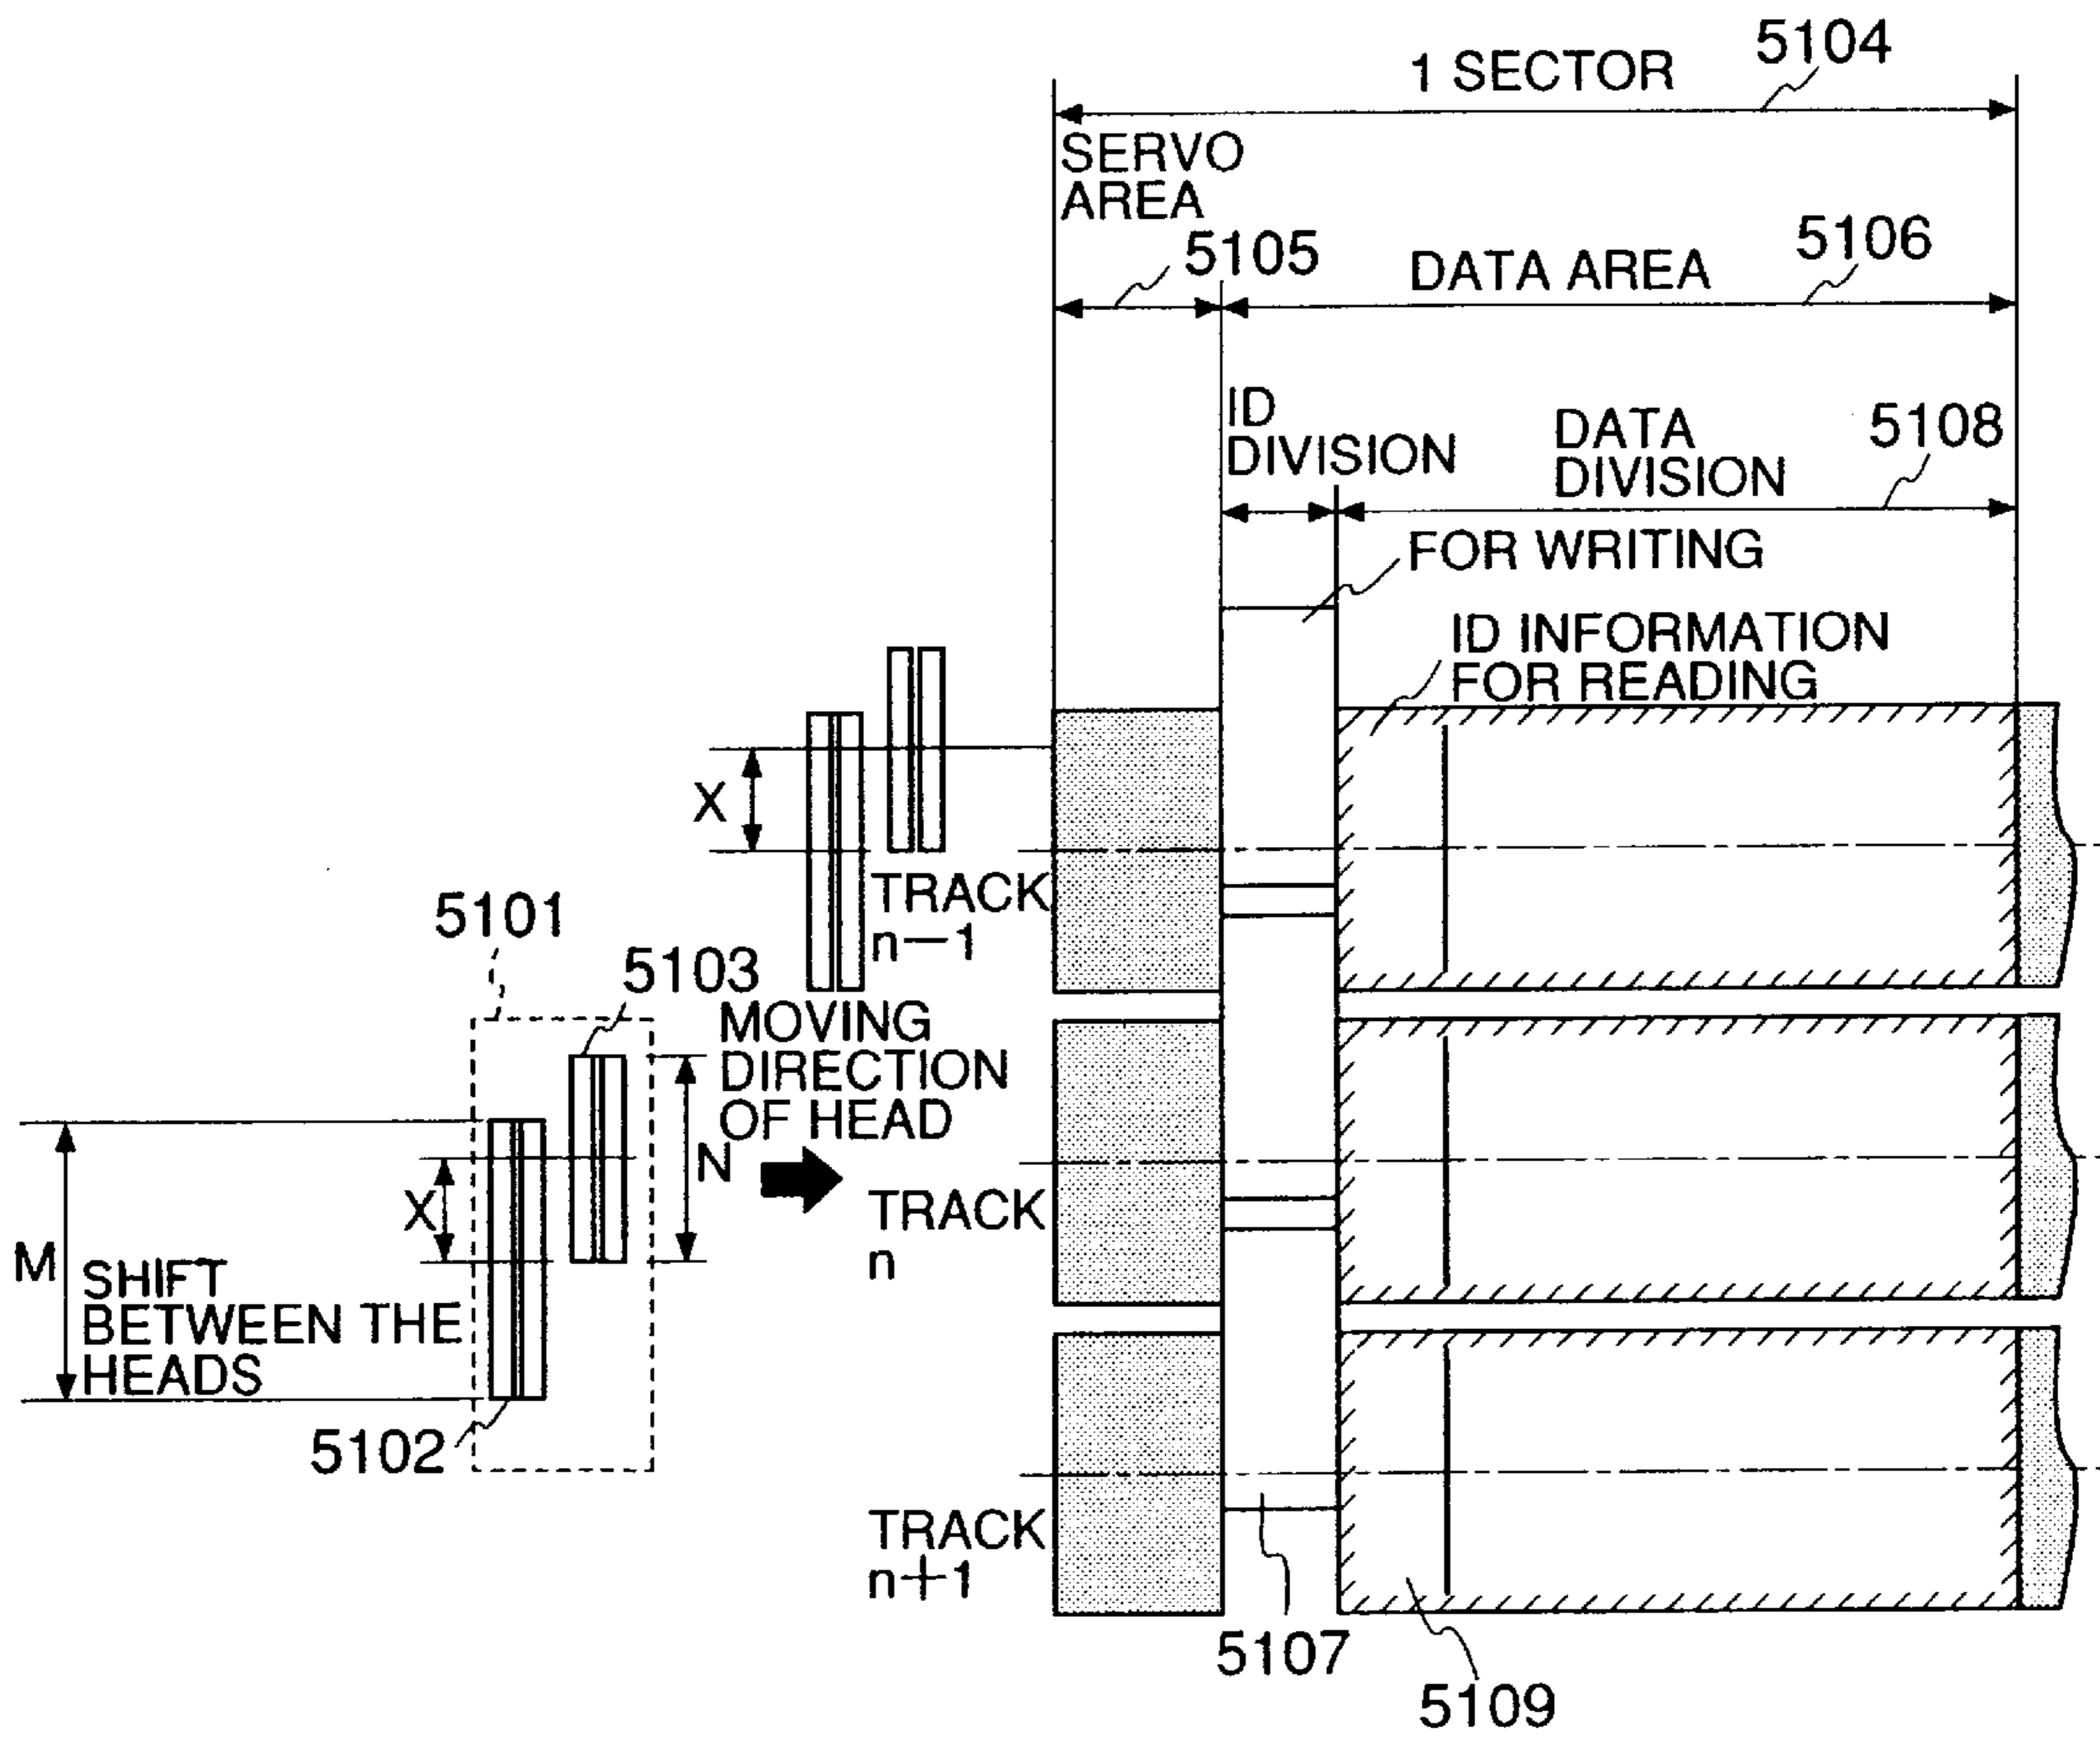 5104
1 SECTOR
SERVO
AREA
5105
5106
DATA AREA
ID
DIVISION
DATA
DIVISION
5108
FOR WRITING
ID INFORMATION
FOR READING
X
TRACK
n−1
5101
5103
MOVING
DIRECTION
OF HEAD
N
X
M
SHIFT
BETWEEN THE
HEADS
5102
TRACK
n
TRACK
n+1
5107
5109